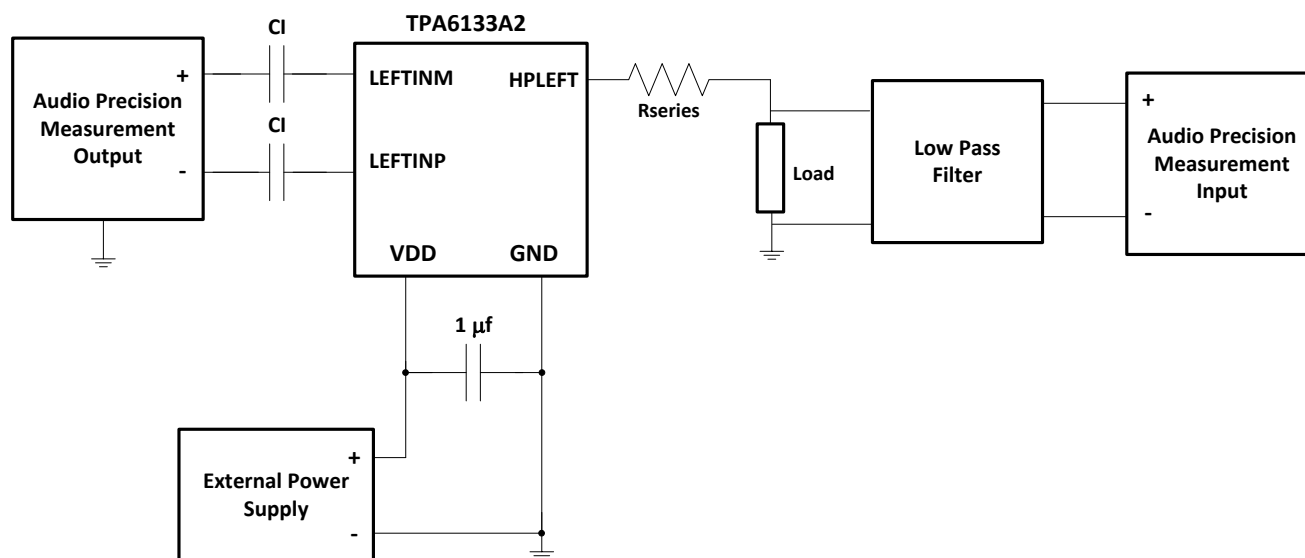 TPA6133A2
CI
+
Audio Precision
Measurement
Output
-
CI
LEFTINM
HPLEFT
LEFTINP
VDD
GND
Rseries
Load
Low Pass
Filter
+
Audio Precision
Measurement
Input
-
1 μf
+
External Power
Supply
-